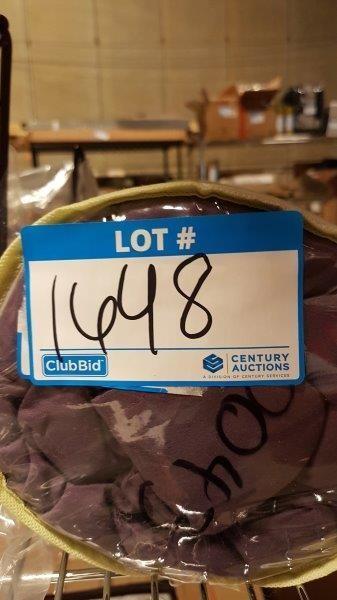 LOT #
1648
ClubBid
CENTURY
AUCTIONS
A DIVISION OF CENTURY SERVICES